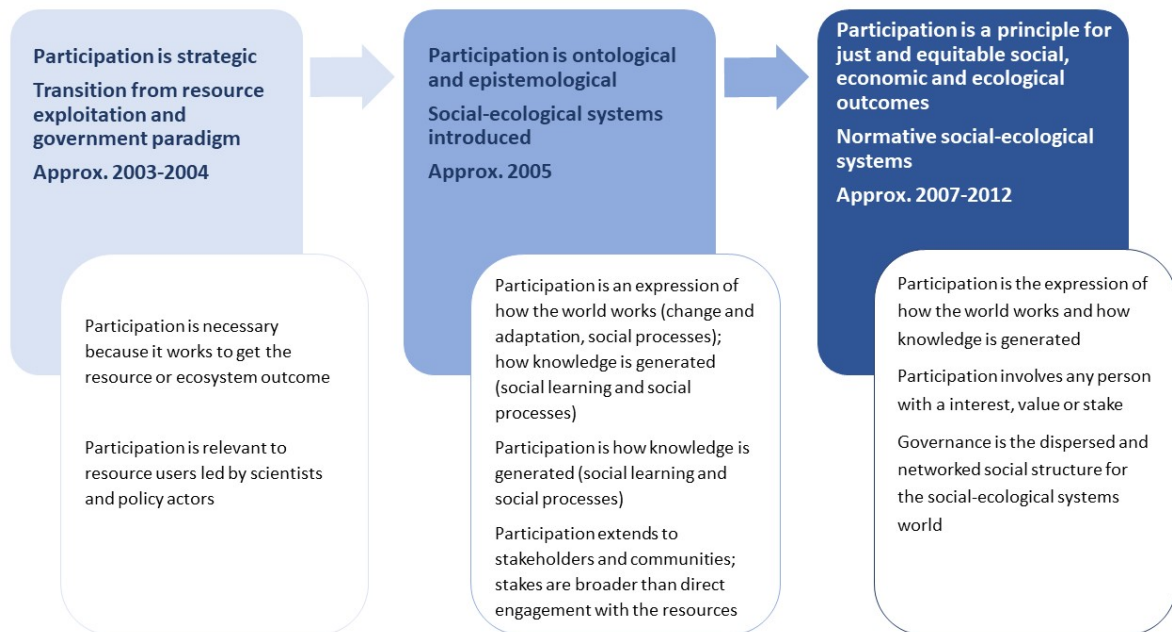 Participation is strategic
Transition from resource
exploitation and
government paradigm
Approx. 2003-2004
Participation is necessary
because it works to get the
resource or ecosystem outcome
Participation is relevant to
resource users led by scientists
and policy actors
Participation is ontological
and epistemological
Social-ecological systems
introduced
Approx. 2005
Participation is an expression of
how the world works (change and
adaptation, social processes);
how knowledge is generated
(social learning and social
processes)
Participation is how knowledge is
generated (social learning and
social processes)
Participation extends to
stakeholders and communities;
stakes are broader than direct
engagement with the resources
Participation is a principle for
just and equitable social,
economic and ecological
outcomes
Normative social-ecological
systems
Approx. 2007-2012
Participation is the expression of
how the world works and how
knowledge is generated
Participation involves any person
with a interest, value or stake
Governance is the dispersed and
networked social structure for
the social-ecological systems
world